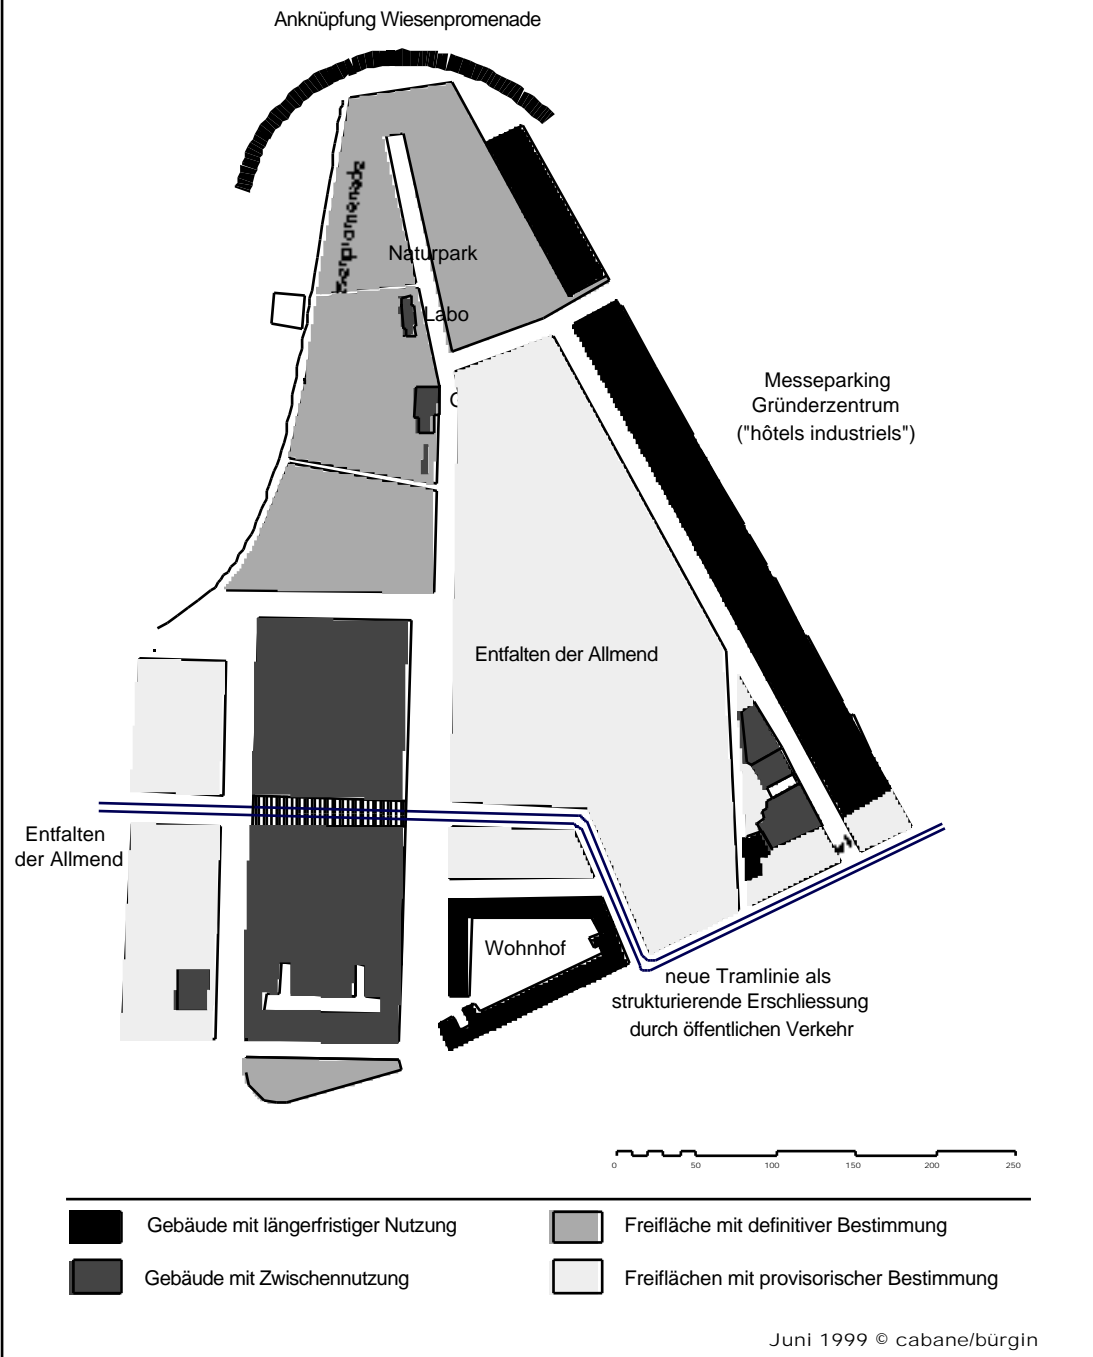 Anknüpfung Wiesenpromenade
Naturpark
Labo
Messeparking
Gründerzentrum
("hôtels industriels")
Entfalten der Allmend
Entfalten
der Allmend
Wohnhof
neue Tramlinie als
strukturierende Erschliessung
durch öffentlichen Verkehr
0 50 100 150 200 250
Gebäude mit längerfristiger Nutzung
Freifläche mit definitiver Bestimmung
Gebäude mit Zwischennutzung
Freiflächen mit provisorischer Bestimmung
Juni 1999 © cabane/bürgin